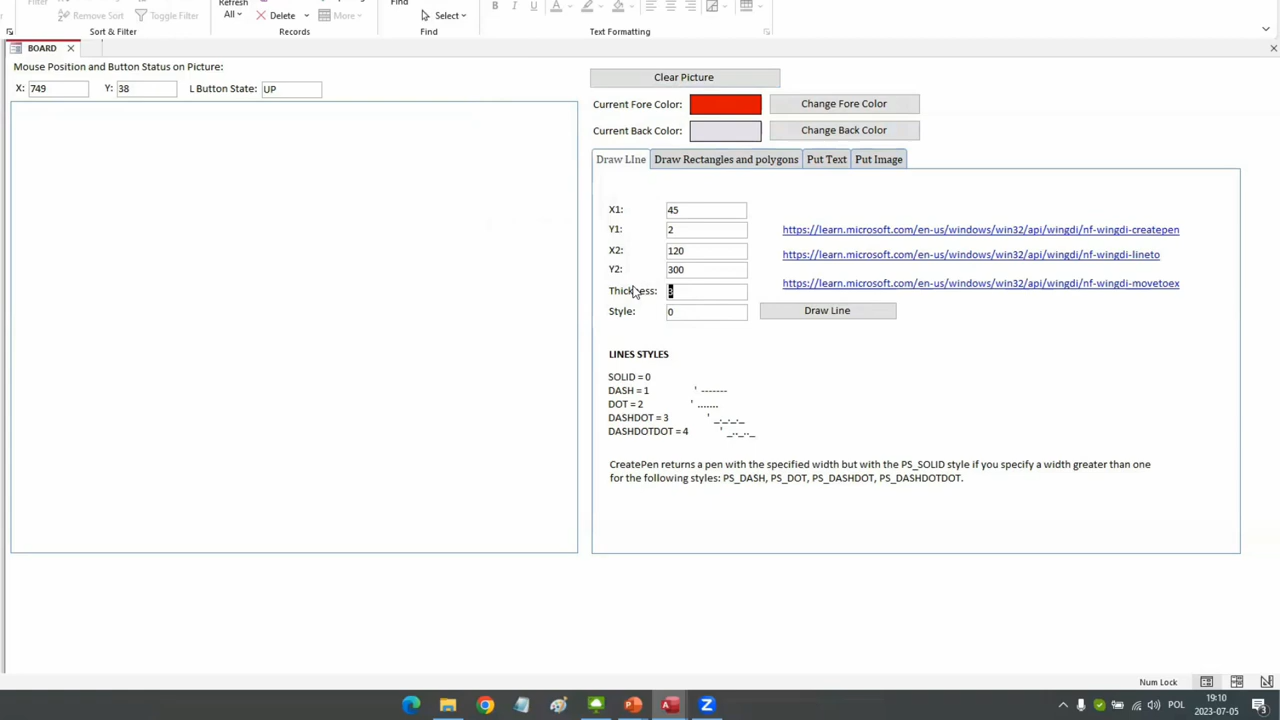 Filter
Remove Sort
Toggle Filter
Sort & Filter
Refresh
All
Delete
More
Records
Find
Select
Find
B I U A
Text Formatting
BOARD
Mouse Position and Button Status on Picture:
X: 749 Y: 38 L Button State: UP
Clear Picture
Current Fore Color: Change Fore Color
Current Back Color: Change Back Color
Draw LIne Draw Rectangles and polygons Put Text Put Image
X1: 45
Y1: 2 https://learn.microsoft.com/en-us/windows/win32/api/wingdi/nf-wingdi-createpen
X2: 120 https://learn.microsoft.com/en-us/windows/win32/api/wingdi/nf-wingdi-lineto
Y2: 300
Thickness: 3 https://learn.microsoft.com/en-us/windows/win32/api/wingdi/nf-wingdi-movetoex
Style: 0 Draw Line
LINES STYLES
SOLID = 0
DASH = 1 ' -------
DOT = 2 ' .......
DASHDOT = 3 ' _._._._
DASHDOTDOT = 4 ' _.._.._
CreatePen returns a pen with the specified width but with the PS_SOLID style if you specify a width greater than one
for the following styles: PS_DASH, PS_DOT, PS_DASHDOT, PS_DASHDOTDOT.
Num Lock
POL
19:10
2023-07-05